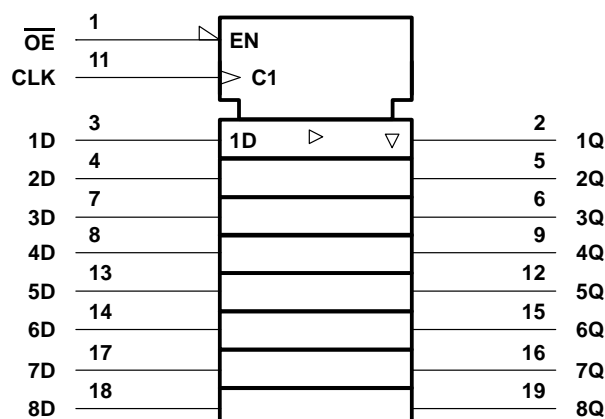 1
OE EN
11
CLK C1
3 2
1D 1D 1Q
4 5
2D 2Q
7 6
3D 3Q
8 9
4D 4Q
13 12
5D 5Q
14 15
6D 6Q
17 16
7D 7Q
18 19
8D 8Q